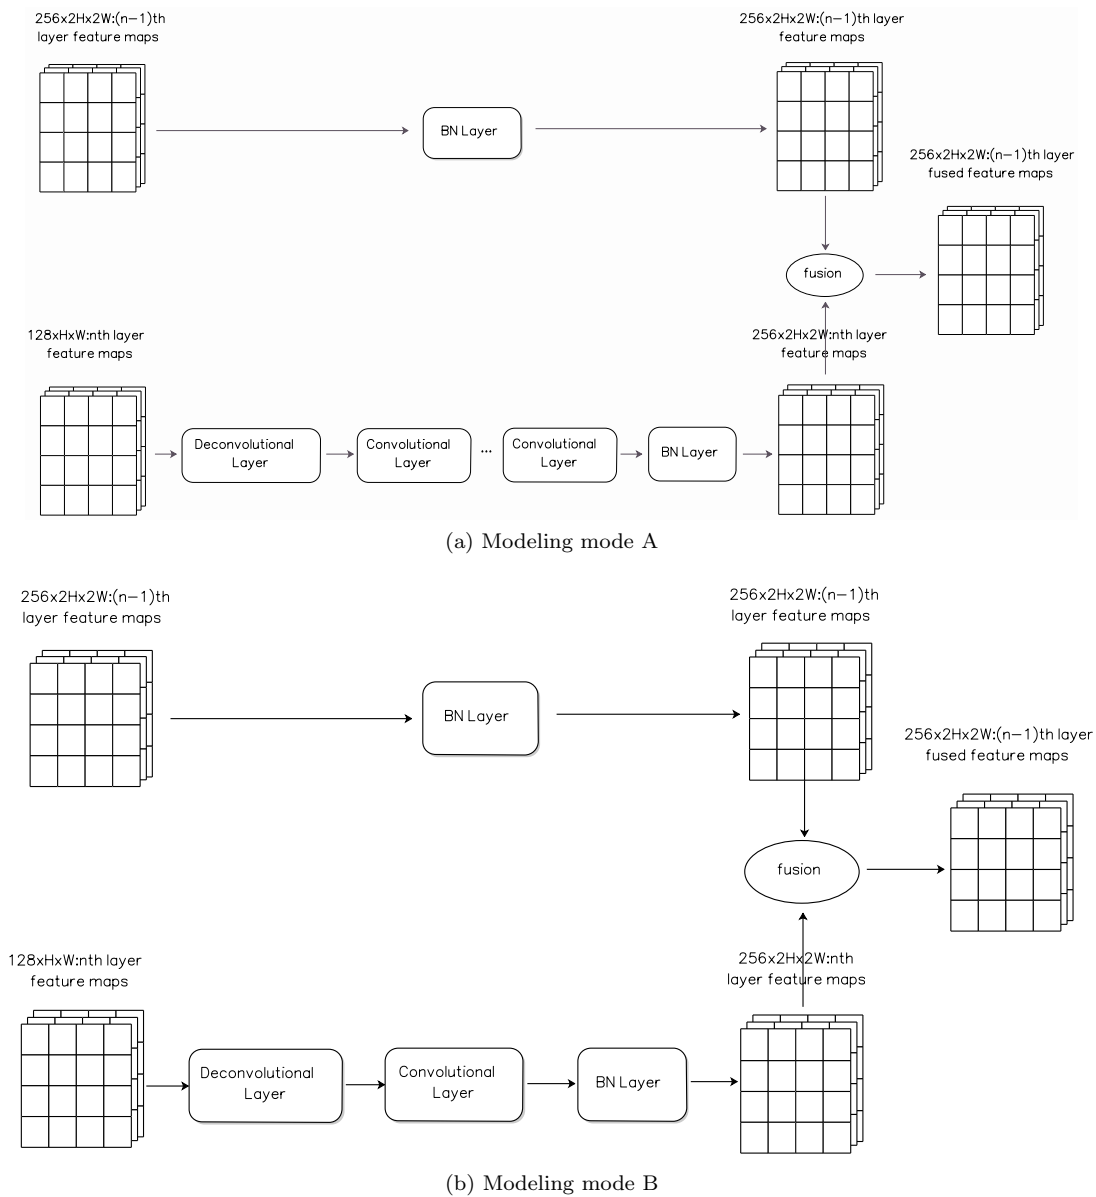 256x2Hx2W:(n−1)th
layer feature maps
256x2Hx2W:(n−1)th layer
feature maps
BN Layer
256x2Hx2W:(n−1)th layer
fused feature maps
fusion
128xHxW:nth layer
feature maps
256x2Hx2W:nth layer
feature maps
Deconvolutional
Layer
Convolutional
Layer
...
Convolutional
Layer
BN Layer
(a) Modeling mode A
256x2Hx2W:(n−1)th
layer feature maps
256x2Hx2W:(n−1)th
layer feature maps
BN Layer
256x2Hx2W:(n−1)th layer
fused feature maps
fusion
128xHxW:nth layer
feature maps
256x2Hx2W:nth
layer feature maps
Deconvolutional
Layer
Convolutional
Layer
BN Layer
(b) Modeling mode B